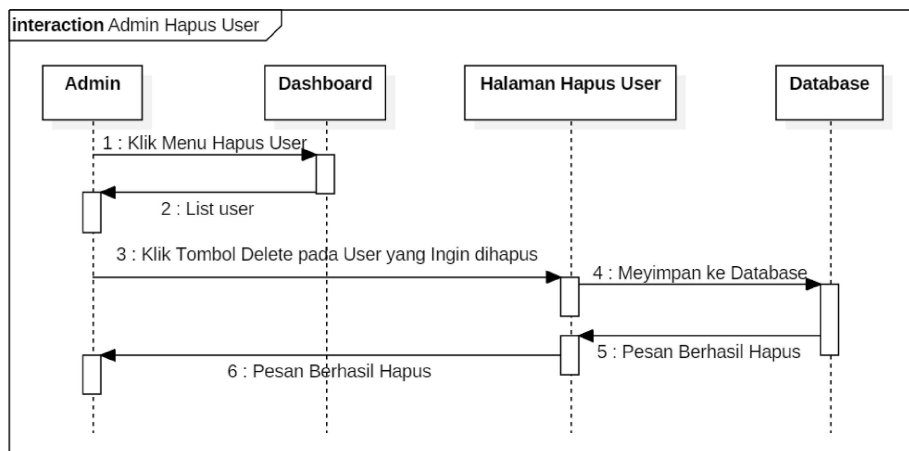 interaction Admin Hapus User
Admin
Dashboard
Halaman Hapus User
Database
1 : Klik Menu Hapus User
2 : List user
3 : Klik Tombol Delete pada User yang Ingin dihapus
4 : Meyimpan ke Database
5 : Pesan Berhasil Hapus
6 : Pesan Berhasil Hapus